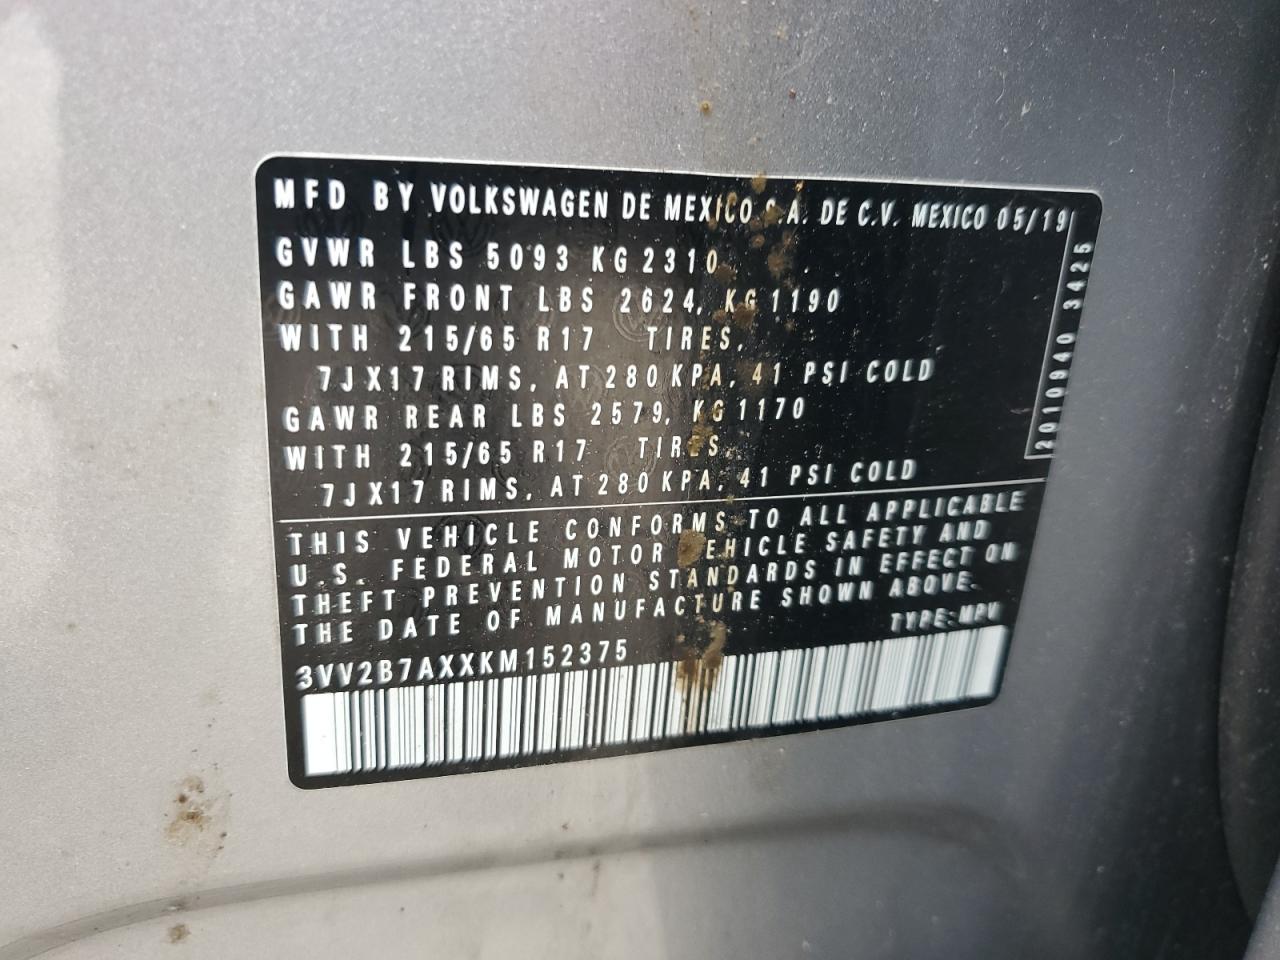 MFD BY VOLKSWAGEN DE MEXICO S.A. DE C.V. MEXICO 05/19
GVWR LBS 5093 KG 2310
GAWR FRONT LBS 2624, KG 1190
WITH 215/65 R17 TIRES,
7JX17 RIMS, AT 280 KPA, 41 PSI COLD
GAWR REAR LBS 2579, KG 1170
WITH 215/65 R17 TIRES,
7JX17 RIMS, AT 280 KPA, 41 PSI COLD
2010940 3425
THIS VEHICLE CONFORMS TO ALL APPLICABLE
U.S. FEDERAL MOTOR VEHICLE SAFETY AND
THEFT PREVENTION STANDARDS IN EFFECT ON
THE DATE OF MANUFACTURE SHOWN ABOVE.
TYPE: MPV
3VV2B7AXXKM152375